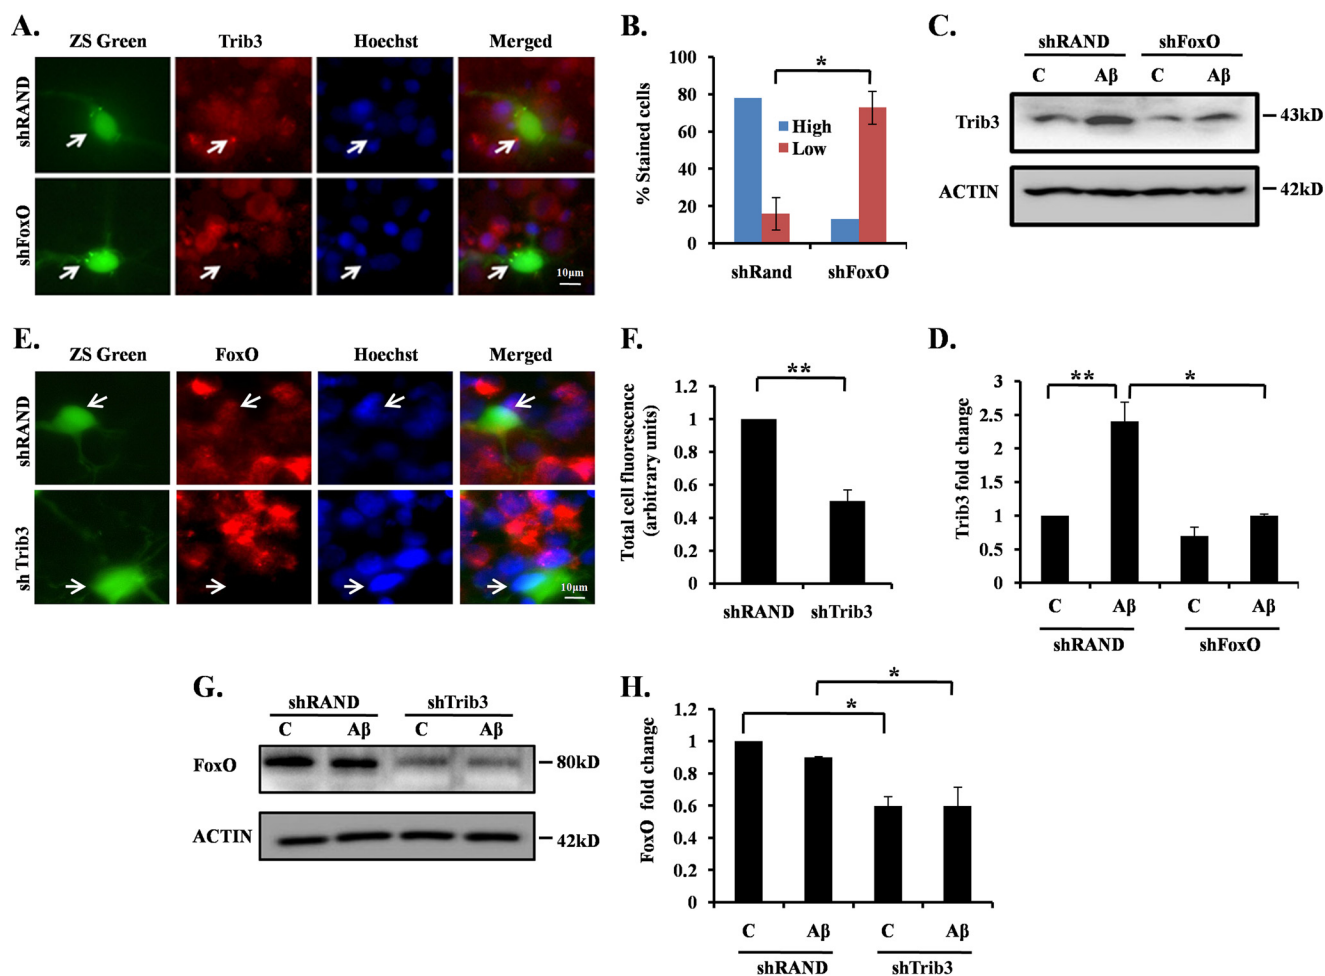 A.
ZS Green Trib3 Hoechst Merged
shRAND
shFoxO
10μm
B.
% Stained cells
100
80
60
40
20
0
*
High
Low
shRand shFoxO
C.
shRAND shFoxO
C Aβ C Aβ
Trib3 43kD
ACTIN 42kD
E.
ZS Green FoxO Hoechst Merged
shRAND
sh Trib3
10μm
F.
Total cell fluorescence
(arbitrary units)
1.2
1
0.8
0.6
0.4
0.2
0
**
shRAND shTrib3
D.
Trib3 fold change
3
2.5
2
1.5
1
0.5
0
** *
C Aβ C Aβ
shRAND shFoxO
G.
shRAND shTrib3
C Aβ C Aβ
FoxO 80kD
ACTIN 42kD
H.
FoxO fold change
1.2
1
0.8
0.6
0.4
0.2
0
*
*
C Aβ C Aβ
shRAND shTrib3